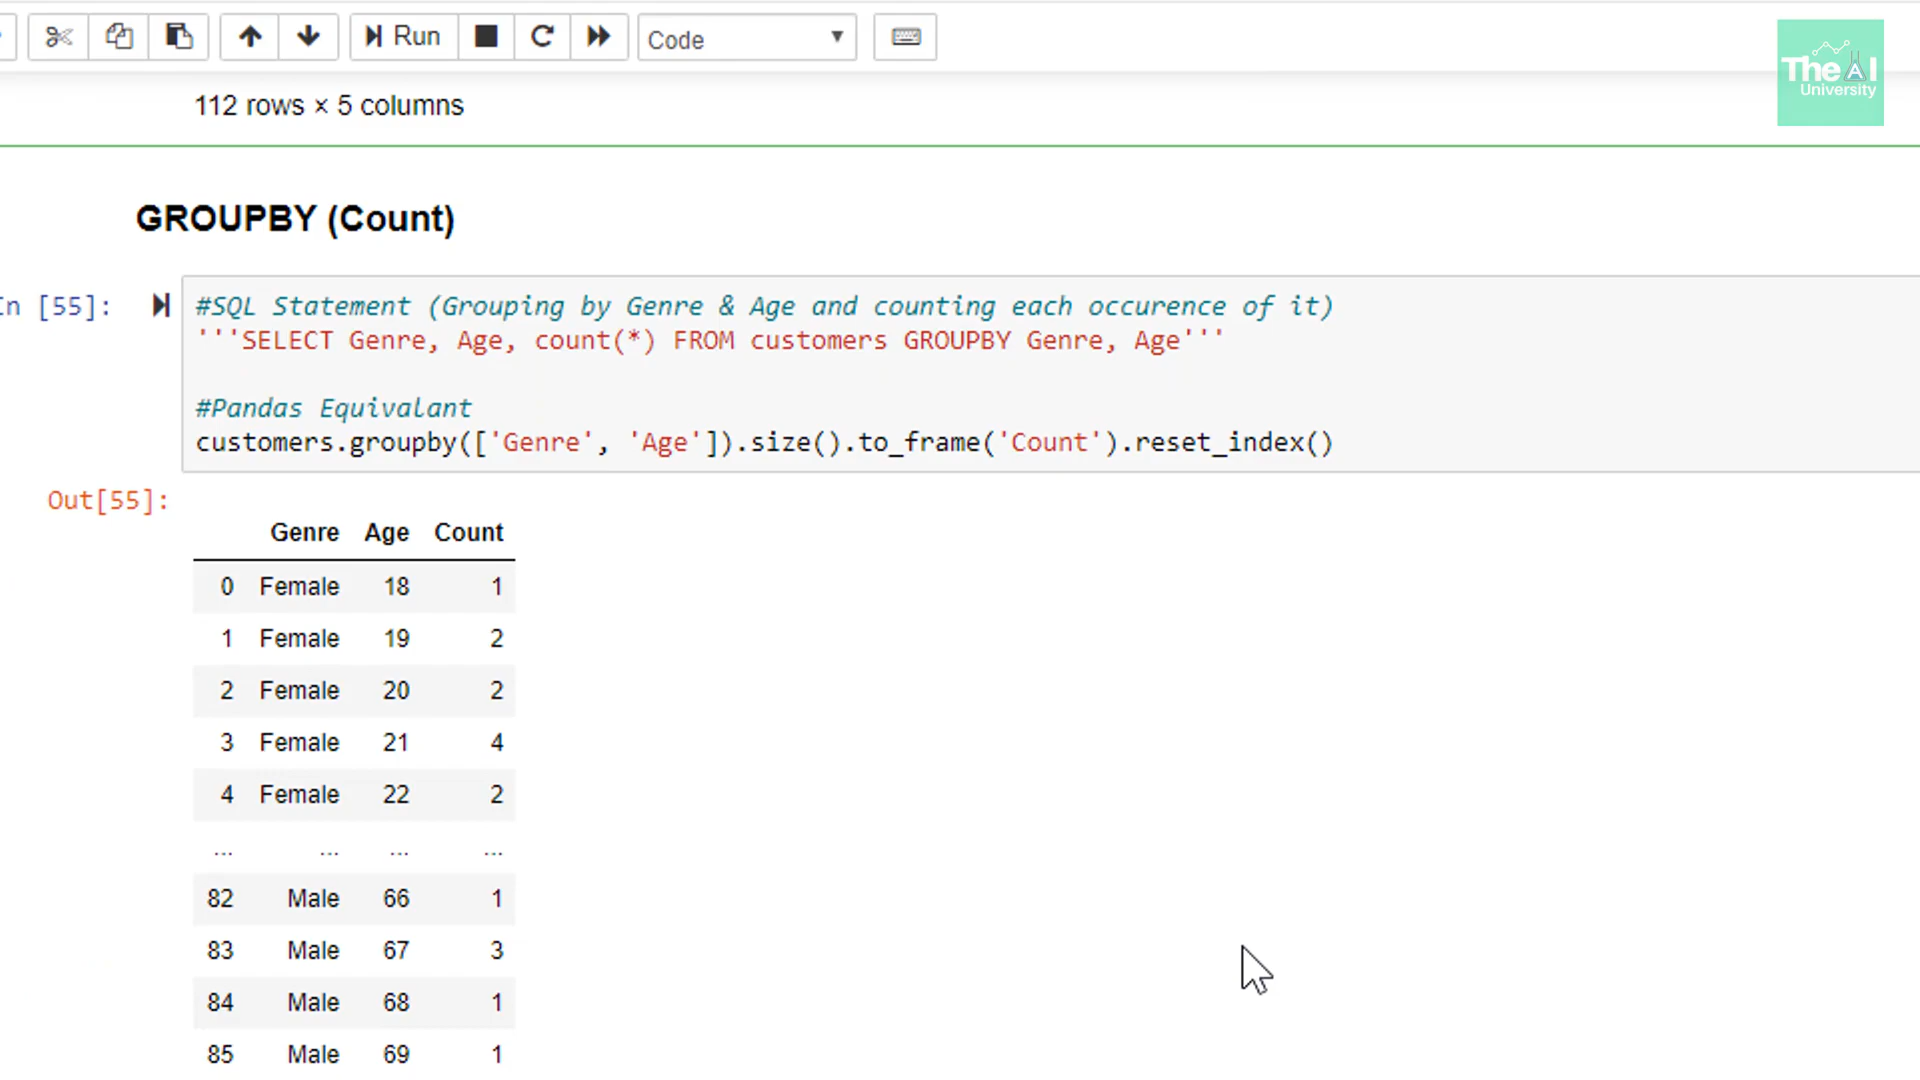 Run
Code
The AI
University
112 rows × 5 columns
GROUPBY (Count)
In [55]:
#SQL Statement (Grouping by Genre & Age and counting each occurence of it)
'''SELECT Genre, Age, count(*) FROM customers GROUPBY Genre, Age'''
#Pandas Equivalant
customers.groupby(['Genre', 'Age']).size().to_frame('Count').reset_index()
Out[55]:
Genre Age Count
0 Female 18 1
1 Female 19 2
2 Female 20 2
3 Female 21 4
4 Female 22 2
... ... ... ...
82 Male 66 1
83 Male 67 3
84 Male 68 1
85 Male 69 1